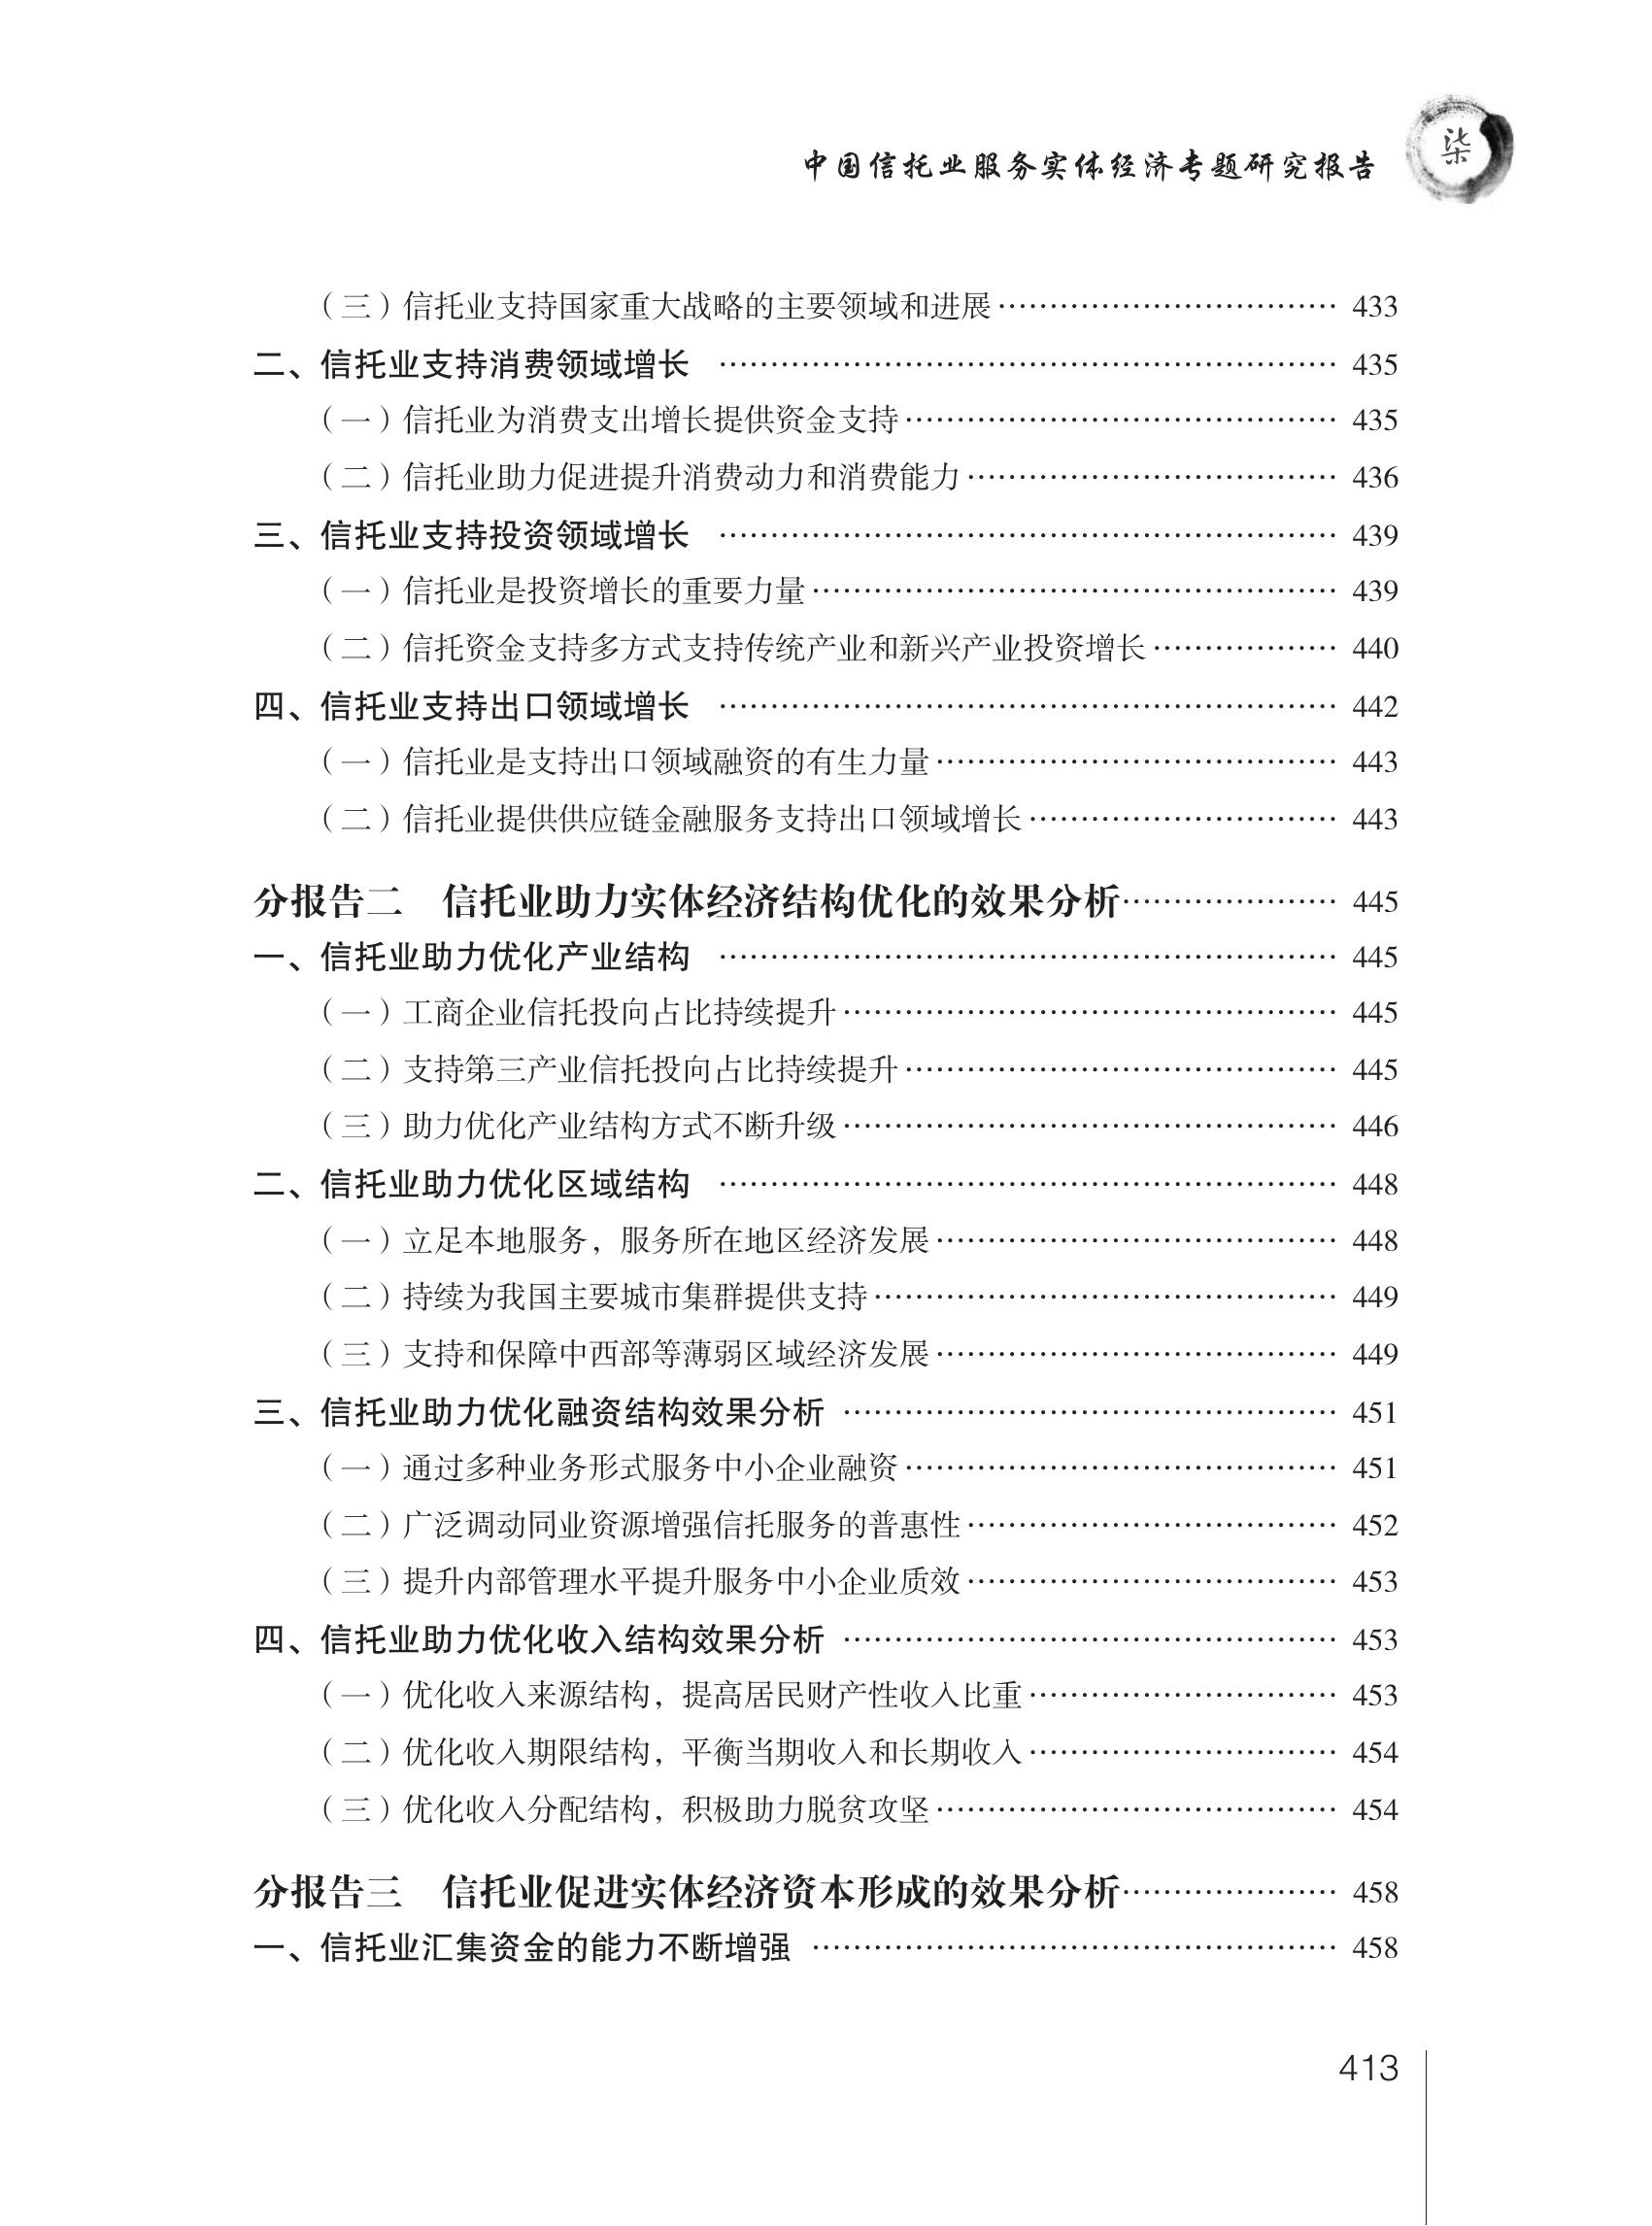 中国信托业服务实体经济专题研究报告
柒
（三）信托业支持国家重大战略的主要领域和进展…………………………………… 433
二、信托业支持消费领域增长 …………………………………………………………… 435
（一）信托业为消费支出增长提供资金支持…………………………………………… 435
（二）信托业助力促进提升消费动力和消费能力……………………………………… 436
三、信托业支持投资领域增长 …………………………………………………………… 439
（一）信托业是投资增长的重要力量…………………………………………………… 439
（二）信托资金支持多方式支持传统产业和新兴产业投资增长……………………… 440
四、信托业支持出口领域增长 …………………………………………………………… 442
（一）信托业是支持出口领域融资的有生力量………………………………………… 443
（二）信托业提供供应链金融服务支持出口领域增长………………………………… 443
分报告二　信托业助力实体经济结构优化的效果分析………………… 445
一、信托业助力优化产业结构 …………………………………………………………… 445
（一）工商企业信托投向占比持续提升………………………………………………… 445
（二）支持第三产业信托投向占比持续提升…………………………………………… 445
（三）助力优化产业结构方式不断升级………………………………………………… 446
二、信托业助力优化区域结构 …………………………………………………………… 448
（一）立足本地服务，服务所在地区经济发展………………………………………… 448
（二）持续为我国主要城市集群提供支持……………………………………………… 449
（三）支持和保障中西部等薄弱区域经济发展………………………………………… 449
三、信托业助力优化融资结构效果分析 ………………………………………………… 451
（一）通过多种业务形式服务中小企业融资…………………………………………… 451
（二）广泛调动同业资源增强信托服务的普惠性……………………………………… 452
（三）提升内部管理水平提升服务中小企业质效……………………………………… 453
四、信托业助力优化收入结构效果分析 ………………………………………………… 453
（一）优化收入来源结构，提高居民财产性收入比重………………………………… 453
（二）优化收入期限结构，平衡当期收入和长期收入………………………………… 454
（三）优化收入分配结构，积极助力脱贫攻坚………………………………………… 454
分报告三　信托业促进实体经济资本形成的效果分析………………… 458
一、信托业汇集资金的能力不断增强 …………………………………………………… 458
413